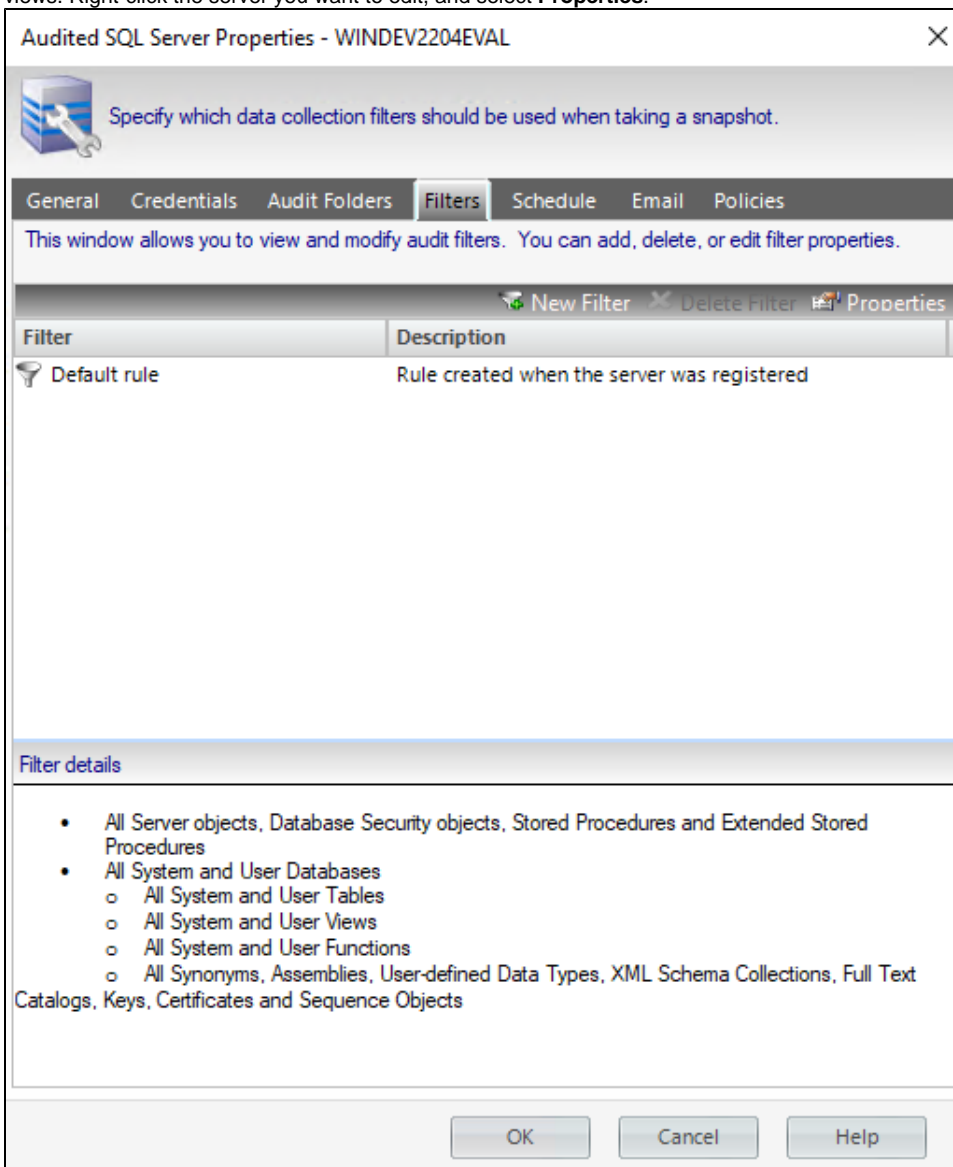 views. Right-click the server you want to edit, and select Properties.
Audited SQL Server Properties - WINDEV2204EVAL
Specify which data collection filters should be used when taking a snapshot.
General Credentials Audit Folders Filters Schedule Email Policies
This window allows you to view and modify audit filters. You can add, delete, or edit filter properties.
New Filter Delete Filter Properties
Filter Description
Default rule Rule created when the server was registered
Filter details
• All Server objects, Database Security objects, Stored Procedures and Extended Stored
Procedures
• All System and User Databases
o All System and User Tables
o All System and User Views
o All System and User Functions
o All Synonyms, Assemblies, User-defined Data Types, XML Schema Collections, Full Text
Catalogs, Keys, Certificates and Sequence Objects
OK Cancel Help